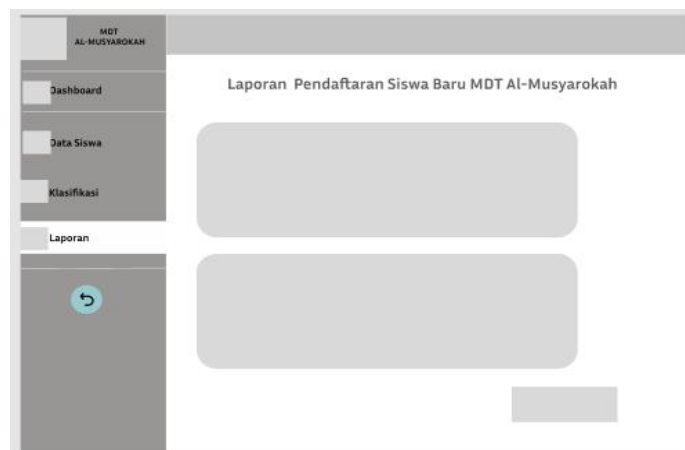 MDT
AL-MUSYAROKAH
Dashboard
Data Siswa
Klasifikasi
Laporan
Laporan Pendaftaran Siswa Baru MDT Al-Musyarokah